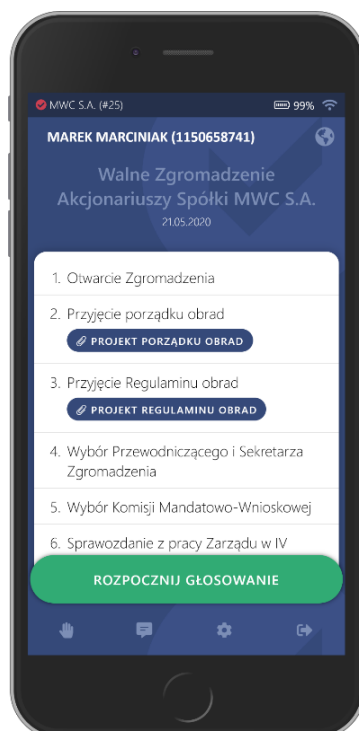 MWC S.A. (#25) 99%
MAREK MARCINIAK (1150658741)
Walne Zgromadzenie
Akcjonariuszy Spółki MWC S.A.
21.05.2020
1. Otwarcie Zgromadzenia
2. Przyjęcie porządku obrad
PROJEKT PORZĄDKU OBRAD
3. Przyjęcie Regulaminu obrad
PROJEKT REGULAMINU OBRAD
4. Wybór Przewodniczącego i Sekretarza
Zgromadzenia
5. Wybór Komisji Mandatowo-Wnioskowej
6. Sprawozdanie z pracy Zarządu w IV
ROZPOCZNIJ GŁOSOWANIE